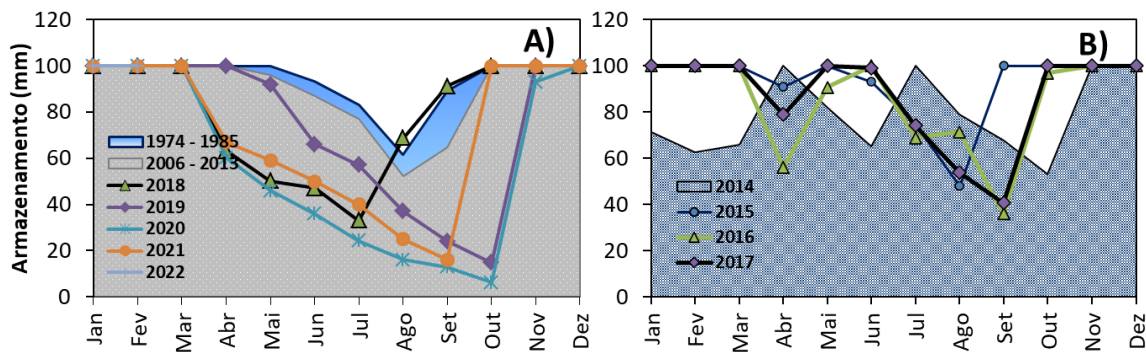 Armazenamento (mm)
120
100
80
60
40
20
0
A)
1974 - 1985
2006 - 2013
2018
2019
2020
2021
2022
Jan
Fev
Mar
Abr
Mai
Jun
Jul
Ago
Set
Out
Nov
Dez
120
100
80
60
40
20
0
B)
2014
2015
2016
2017
Jan
Fev
Mar
Abr
Mai
Jun
Jul
Ago
Set
Out
Nov
Dez